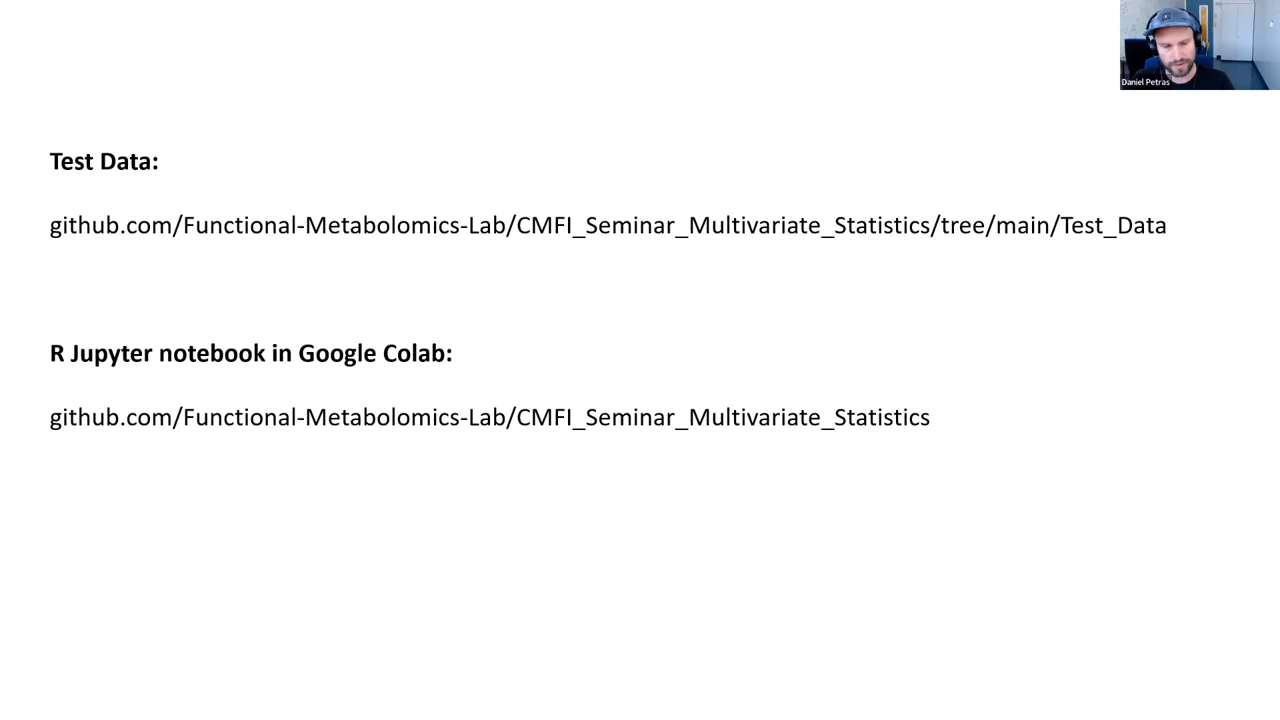 Daniel Petras
Test Data:
github.com/Functional-Metabolomics-Lab/CMFI_Seminar_Multivariate_Statistics/tree/main/Test_Data
R Jupyter notebook in Google Colab:
github.com/Functional-Metabolomics-Lab/CMFI_Seminar_Multivariate_Statistics